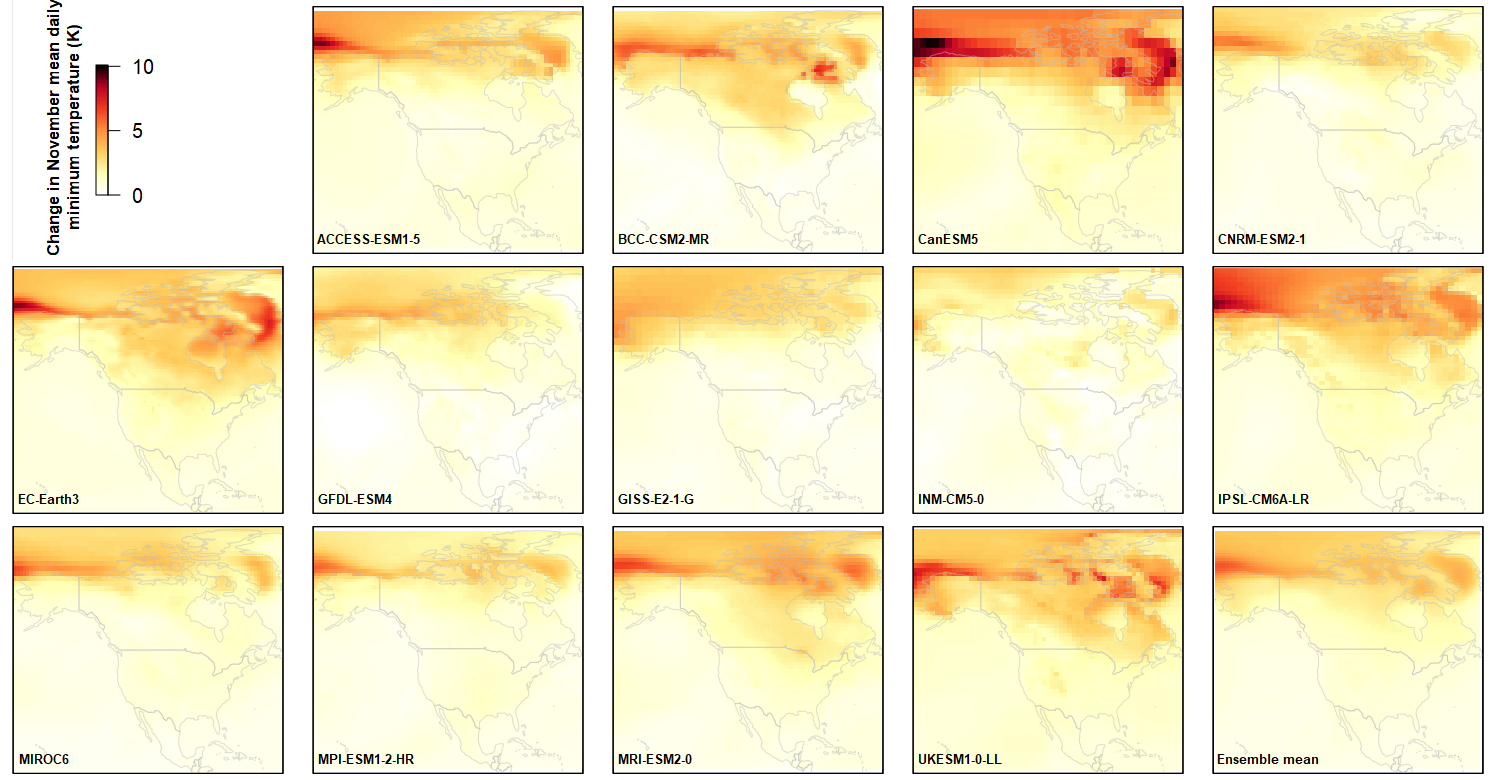 Change in November mean daily
minimum temperature (K)
10
5
0
ACCESS-ESM1-5
BCC-CSM2-MR
CanESM5
CNRM-ESM2-1
EC-Earth3
GFDL-ESM4
GISS-E2-1-G
INM-CM5-0
IPSL-CM6A-LR
MIROC6
MPI-ESM1-2-HR
MRI-ESM2-0
UKESM1-0-LL
Ensemble mean